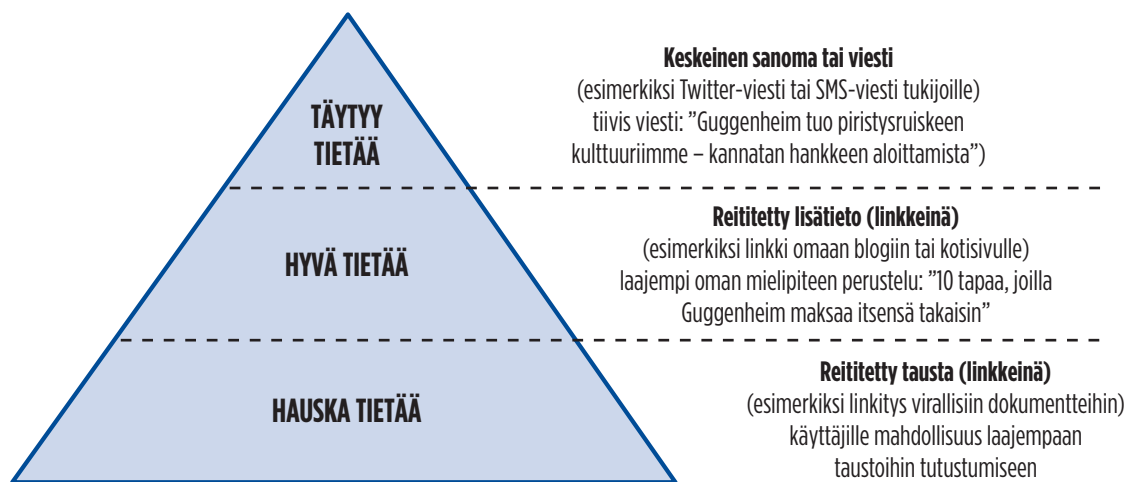 TÄYTYY
TIETÄÄ
Keskeinen sanoma tai viesti
(esimerkiksi Twitter-viesti tai SMS-viesti tukijoille)
tiivis viesti: ”Guggenheim tuo piristysruiskeen
kulttuuriimme – kannatan hankkeen aloittamista”)
HYVÄ TIETÄÄ
Reititetty lisätieto (linkkeinä)
(esimerkiksi linkki omaan blogiin tai kotisivulle)
laajempi oman mielipiteen perustelu: ”10 tapaa, joilla
Guggenheim maksaa itsensä takaisin”
HAUSKA TIETÄÄ
Reititetty tausta (linkkeinä)
(esimerkiksi linkitys virallisiin dokumentteihin)
käyttäjille mahdollisuus laajempaan
taustoihin tutustumiseen